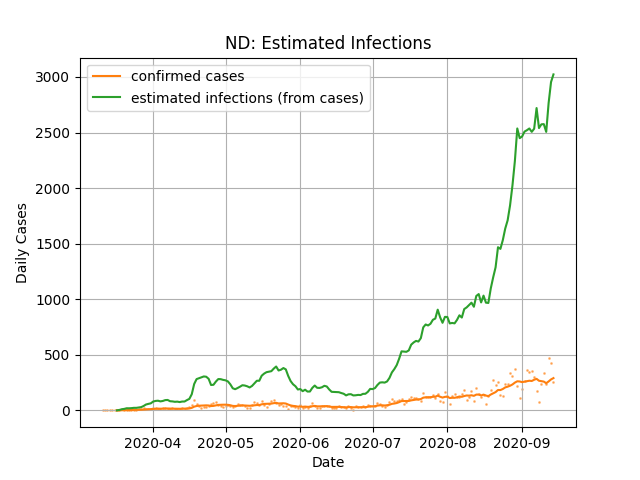 ND: Estimated Infections
confirmed cases
estimated infections (from cases)
3000
2500
2000
1500
1000
500
0
Daily Cases
2020-04 2020-05 2020-06 2020-07 2020-08 2020-09
Date